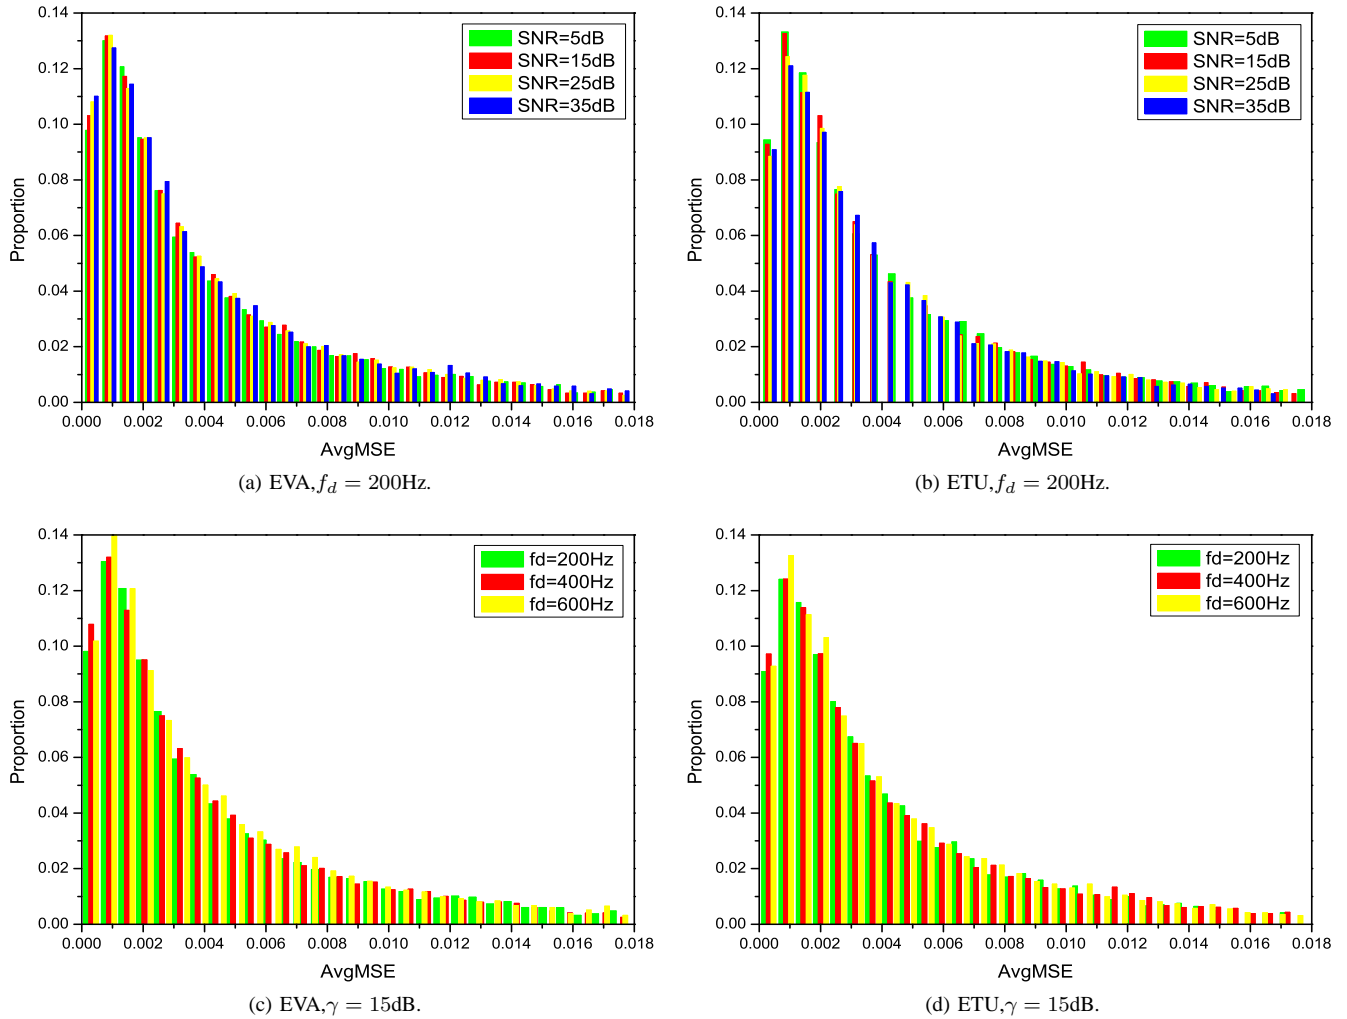 0.14
0.12
0.10
0.08
0.06
0.04
0.02
0.00
Proportion
SNR=5dB
SNR=15dB
SNR=25dB
SNR=35dB
0.000 0.002 0.004 0.006 0.008 0.010 0.012 0.014 0.016 0.018
AvgMSE
(a) EVA,f_d = 200Hz.
0.14
0.12
0.10
0.08
0.06
0.04
0.02
0.00
Proportion
SNR=5dB
SNR=15dB
SNR=25dB
SNR=35dB
0.000 0.002 0.004 0.006 0.008 0.010 0.012 0.014 0.016 0.018
AvgMSE
(b) ETU,f_d = 200Hz.
0.14
0.12
0.10
0.08
0.06
0.04
0.02
0.00
Proportion
fd=200Hz
fd=400Hz
fd=600Hz
0.000 0.002 0.004 0.006 0.008 0.010 0.012 0.014 0.016 0.018
AvgMSE
(c) EVA,γ = 15dB.
0.14
0.12
0.10
0.08
0.06
0.04
0.02
0.00
Proportion
fd=200Hz
fd=400Hz
fd=600Hz
0.000 0.002 0.004 0.006 0.008 0.010 0.012 0.014 0.016 0.018
AvgMSE
(d) ETU,γ = 15dB.